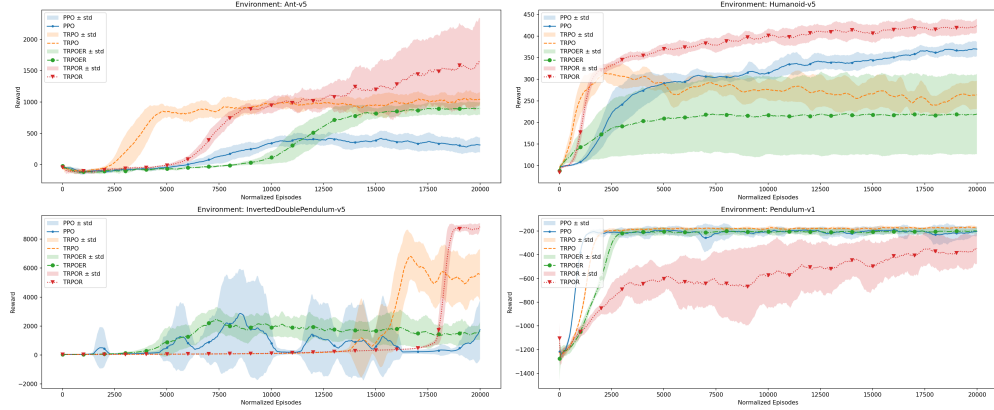 Environment: Ant-v5
PPO ± std
PPO
TRPO ± std
TRPO
TRPOER ± std
TRPOER
TRPOR ± std
TRPOR
Reward
2000
1500
1000
500
0
0 2500 5000 7500 10000 12500 15000 17500 20000
Normalized Episodes
Environment: Humanoid-v5
PPO ± std
PPO
TRPO ± std
TRPO
TRPOER ± std
TRPOER
TRPOR ± std
TRPOR
Reward
450
400
350
300
250
200
150
100
0 2500 5000 7500 10000 12500 15000 17500 20000
Normalized Episodes
Environment: InvertedDoublePendulum-v5
PPO ± std
PPO
TRPO ± std
TRPO
TRPOER ± std
TRPOER
TRPOR ± std
TRPOR
Reward
8000
6000
4000
2000
0
−2000
0 2500 5000 7500 10000 12500 15000 17500 20000
Normalized Episodes
Environment: Pendulum-v1
PPO ± std
PPO
TRPO ± std
TRPO
TRPOER ± std
TRPOER
TRPOR ± std
TRPOR
Reward
−200
−400
−600
−800
−1000
−1200
−1400
0 2500 5000 7500 10000 12500 15000 17500 20000
Normalized Episodes